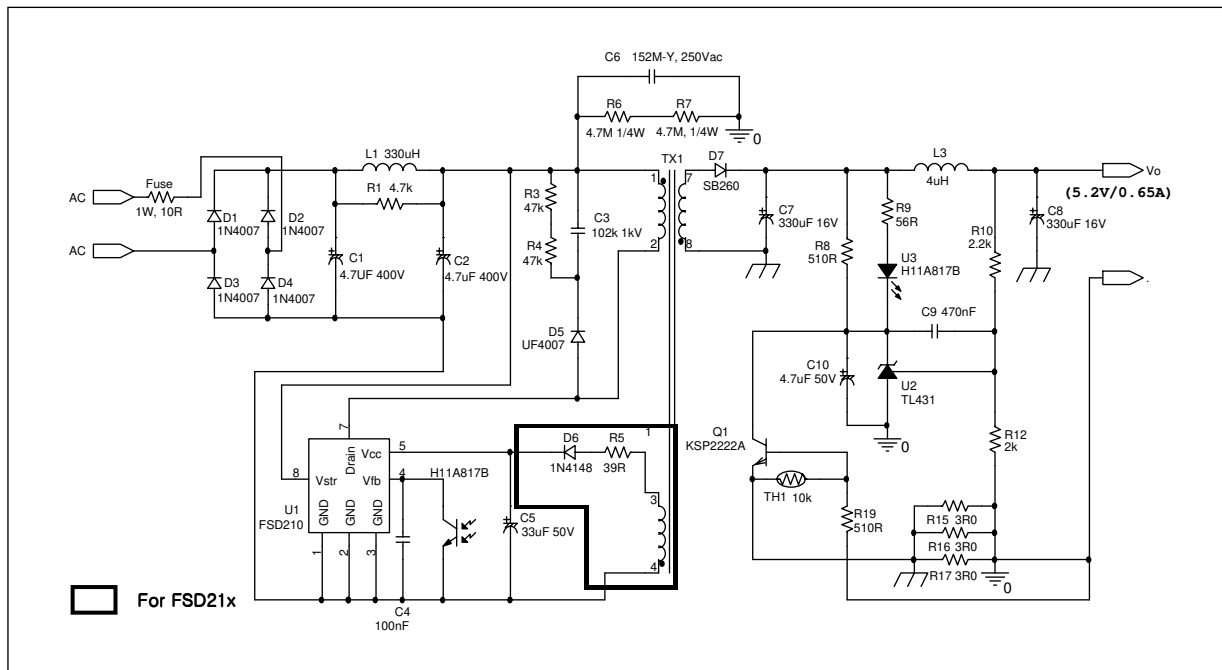 C6 152M-Y, 250Vac
R6 R7
4.7M 1/4W 4.7M, 1/4W
0
L1 330uH
TX1
D7
SB260
L3
4uH
Vo
(5.2V/0.65A)
AC
Fuse
1W, 10R
R1 4.7k
1
2
7
8
R3
47k
C3
102k 1kV
R4
47k
D1
1N4007
D2
1N4007
AC
C1
4.7UF 400V
C2
4.7uF 400V
D3
1N4007
D4
1N4007
C7
330uF 16V
R9
56R
R8
510R
R10
2.2k
C8
330uF 16V
U3
H11A817B
.
D5
UF4007
C9 470nF
C10
4.7uF 50V
U2
TL431
0
7
Drain
Vcc
5
8
Vstr
Vfb
4
H11A817B
U1
FSD210
GND
GND
GND
1
2
3
C4
100nF
C5
33uF 50V
1
D6
1N4148
R5
39R
3
4
Q1
KSP2222A
TH1 10k
R12
2k
R19
510R
R15 3R0
R16 3R0
R17 3R0
0
For FSD21x